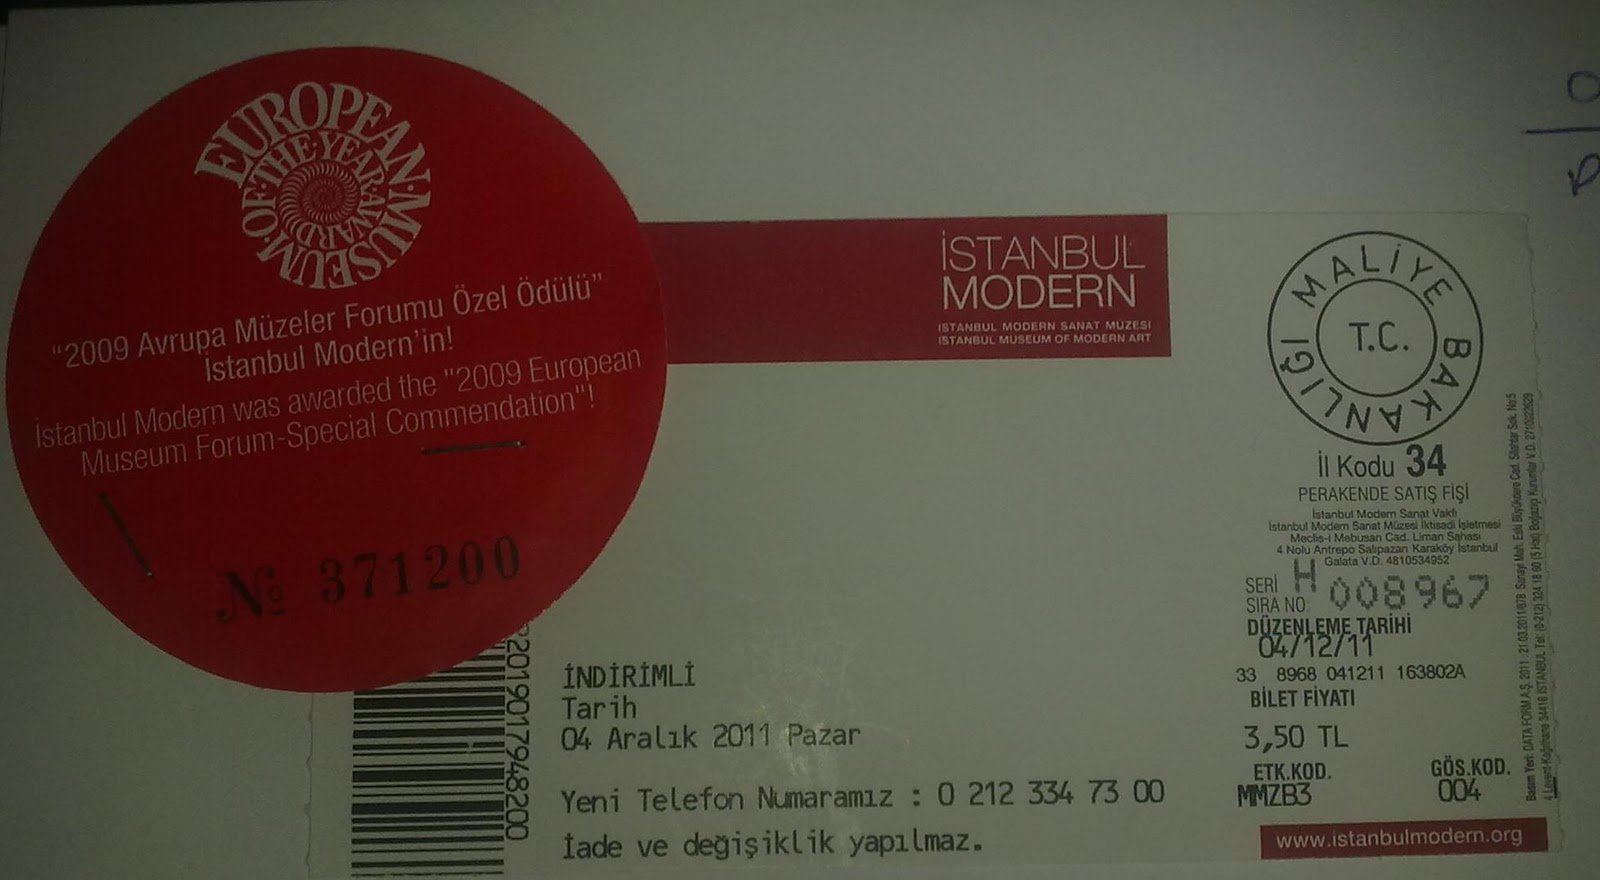 EUROPEAN·MUSEUM·OF·THE·YEAR·AWARD
“2009 Avrupa Müzeler Forumu Özel Ödülü”
İstanbul Modern’in!
İstanbul Modern was awarded the "2009 European
Museum Forum-Special Commendation"!
№ 371200
İSTANBUL
MODERN
İSTANBUL MODERN SANAT MÜZESİ
İSTANBUL MUSEUM OF MODERN ART
İNDİRİMLİ
Tarih
04 Aralık 2011 Pazar
Yeni Telefon Numaramız : 0 212 334 73 00
İade ve değişiklik yapılmaz.
MALİYE BAKANLIĞI
T.C.
İl Kodu 34
PERAKENDE SATIŞ FİŞİ
İstanbul Modern Sanat Vakfı
İstanbul Modern Sanat Müzesi İktisadi İşletmesi
Meclis-i Mebusan Cad. Liman Sahası
4 Nolu Antrepo Salıpazarı Karaköy İstanbul
Galata V.D. 4810534952
SERİ H
SIRA NO 008967
DÜZENLEME TARİHİ
04/12/11
33 8968 041211 163802A
BİLET FİYATI
3,50 TL
ETK.KOD. GÖS.KOD.
MMZB3 004
www.istanbulmodern.org